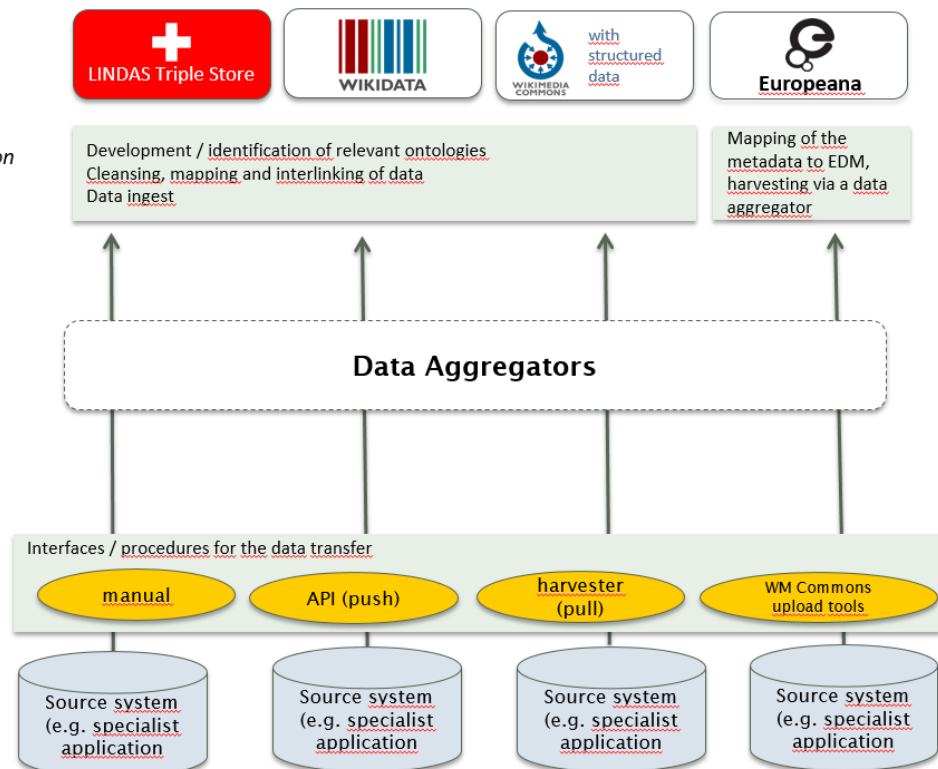 LINDAS Triple Store
WIKIDATA
WIKIMEDIA
COMMONS
with
structured
data
Europeana
on
Development / identification of relevant ontologies
Cleansing, mapping and interlinking of data
Data ingest
Mapping of the
metadata to EDM,
harvesting via a data
aggregator
Data Aggregators
Interfaces / procedures for the data transfer
manual
API (push)
harvester
(pull)
WM Commons
upload tools
Source system
(e.g. specialist
application
Source system
(e.g. specialist
application
Source system
(e.g. specialist
application
Source system
(e.g. specialist
application